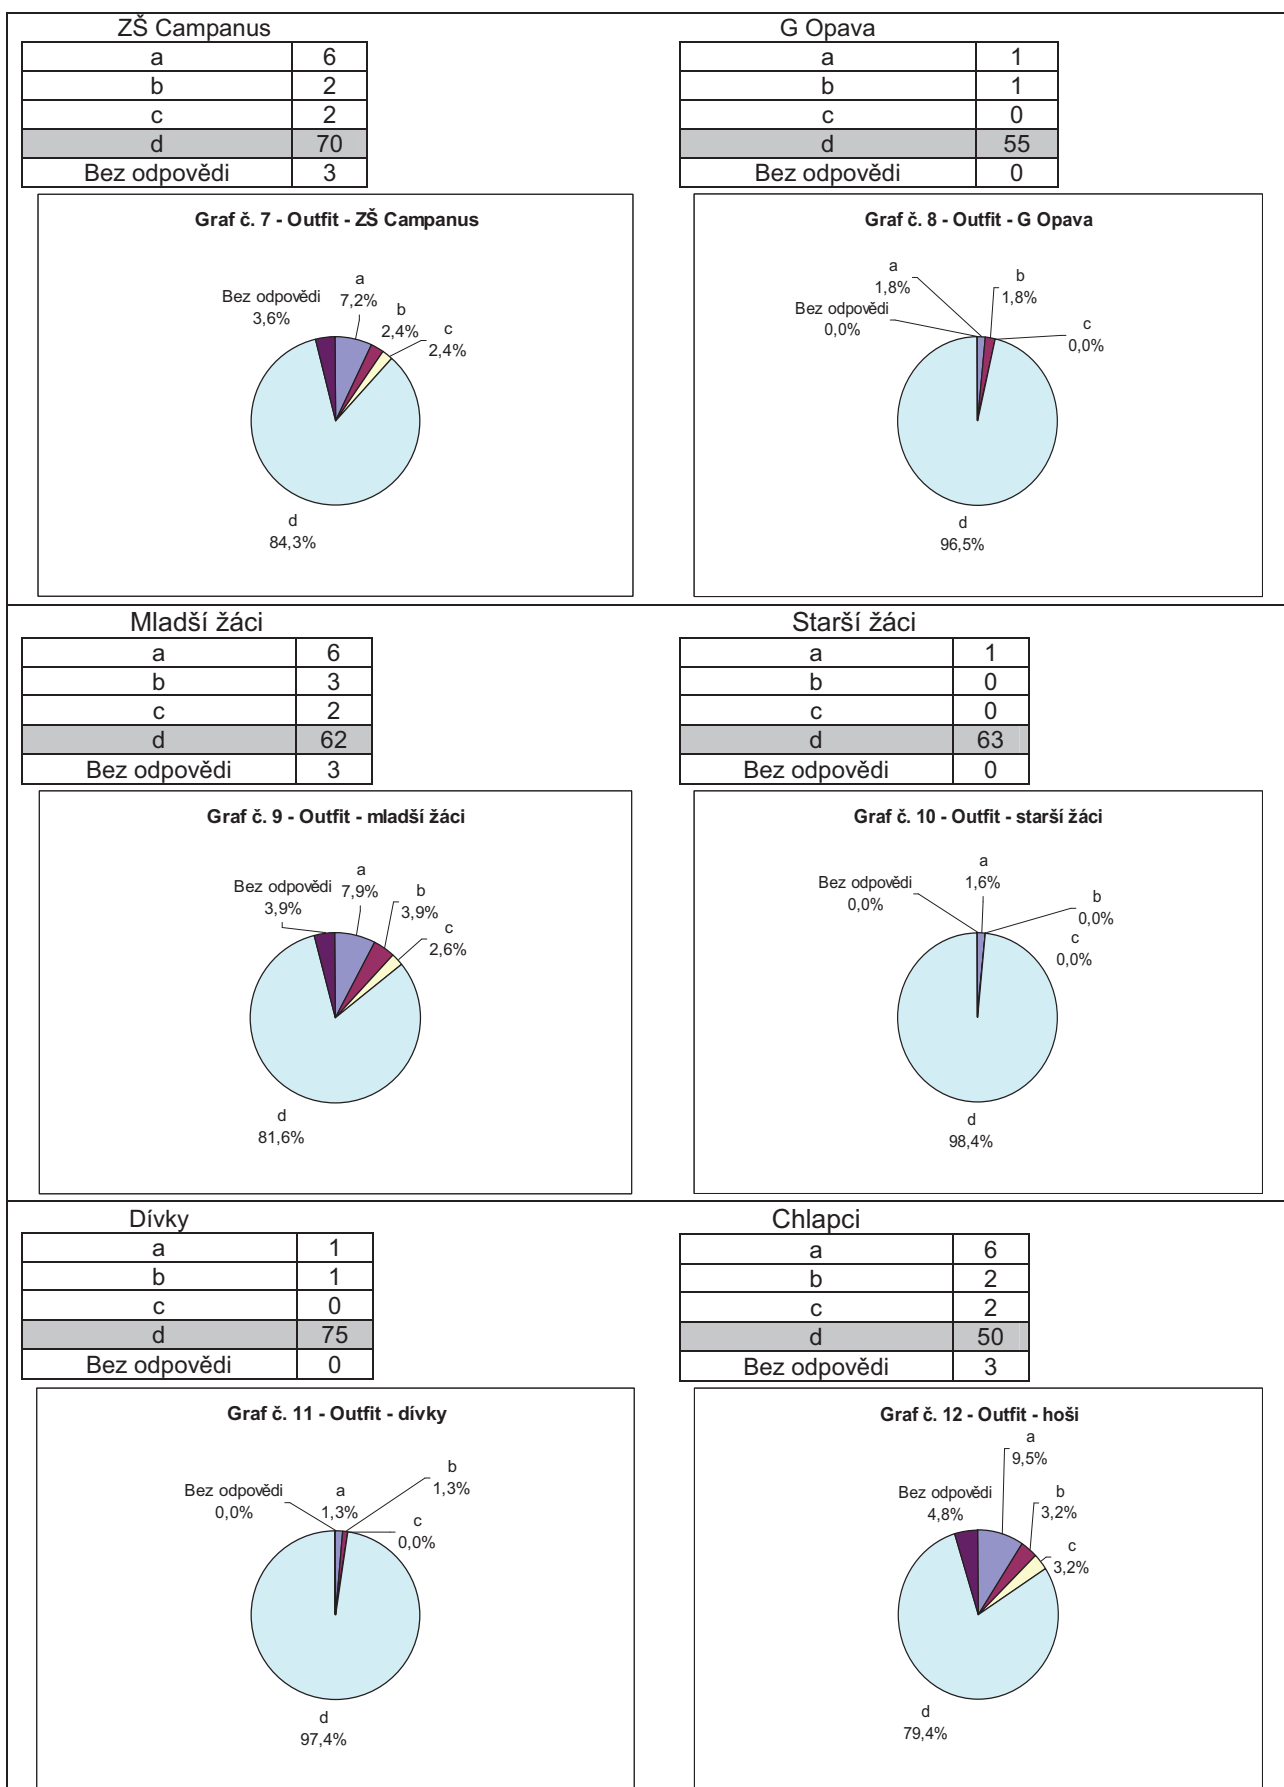 ZŠ Campanus
a 6
b 2
c 2
d 70
Bez odpovědi 3
Graf č. 7 - Outfit - ZŠ Campanus
a
7,2%
b
2,4%
c
2,4%
Bez odpovědi
3,6%
d
84,3%
G Opava
a 1
b 1
c 0
d 55
Bez odpovědi 0
Graf č. 8 - Outfit - G Opava
a
1,8%
b
1,8%
c
0,0%
Bez odpovědi
0,0%
d
96,5%
Mladší žáci
a 6
b 3
c 2
d 62
Bez odpovědi 3
Graf č. 9 - Outfit - mladší žáci
a
7,9%
b
3,9%
c
2,6%
Bez odpovědi
3,9%
d
81,6%
Starší žáci
a 1
b 0
c 0
d 63
Bez odpovědi 0
Graf č. 10 - Outfit - starší žáci
a
1,6%
b
0,0%
c
0,0%
Bez odpovědi
0,0%
d
98,4%
Dívky
a 1
b 1
c 0
d 75
Bez odpovědi 0
Graf č. 11 - Outfit - dívky
a
1,3%
b
1,3%
c
0,0%
Bez odpovědi
0,0%
d
97,4%
Chlapci
a 6
b 2
c 2
d 50
Bez odpovědi 3
Graf č. 12 - Outfit - hoši
a
9,5%
b
3,2%
c
3,2%
Bez odpovědi
4,8%
d
79,4%